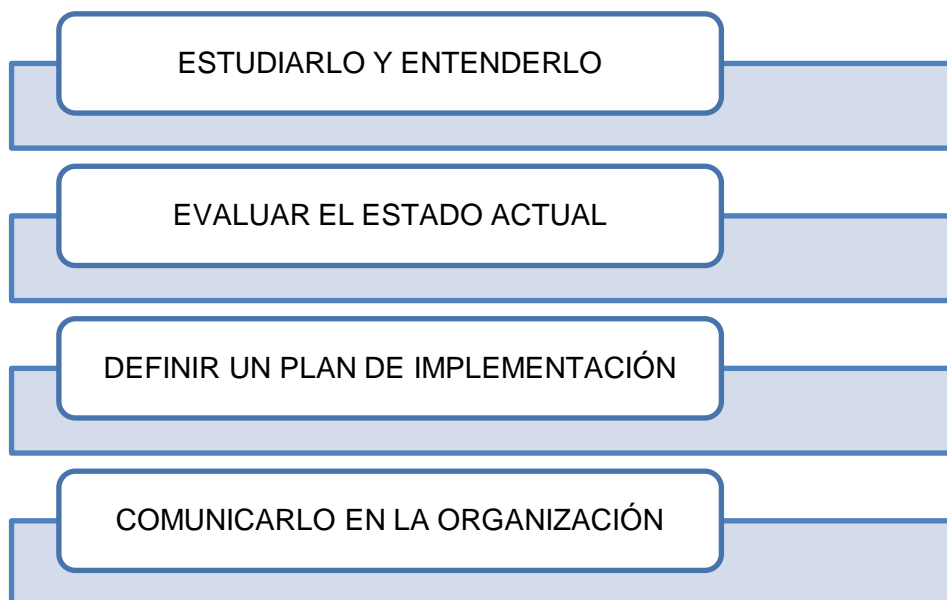 ESTUDIARLO Y ENTENDERLO
EVALUAR EL ESTADO ACTUAL
DEFINIR UN PLAN DE IMPLEMENTACIÓN
COMUNICARLO EN LA ORGANIZACIÓN